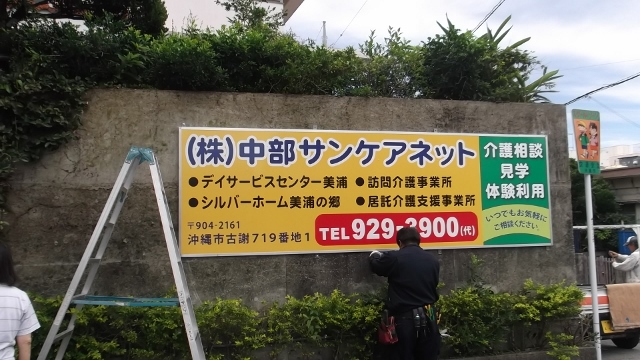 (株)中部サンケアネット
●デイサービスセンター美浦
●訪問介護事業所
●シルバーホーム美浦の郷
●居託介護支援事業所
〒904-2161
沖縄市古謝719番地1
TEL 929-3900(代)
介護相談
見学
体験利用
いつでもお気軽に
ご相談ください。